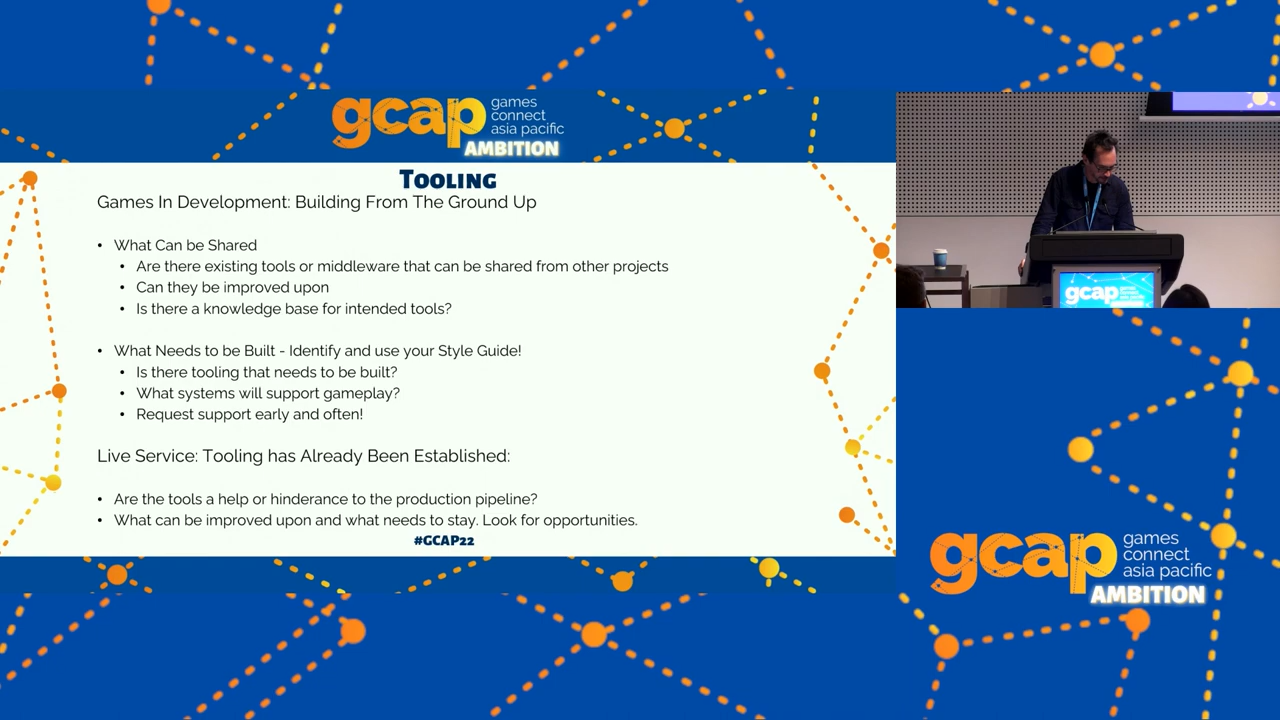 gcap games connect asia pacific
AMBITION
Tooling
Games In Development: Building From The Ground Up
• What Can be Shared
• Are there existing tools or middleware that can be shared from other projects
• Can they be improved upon
• Is there a knowledge base for intended tools?
• What Needs to be Built - Identify and use your Style Guide!
• Is there tooling that needs to be built?
• What systems will support gameplay?
• Request support early and often!
Live Service: Tooling has Already Been Established:
• Are the tools a help or hinderance to the production pipeline?
• What can be improved upon and what needs to stay. Look for opportunities.
#GCAP22
gcap
gcap games connect asia pacific
AMBITION